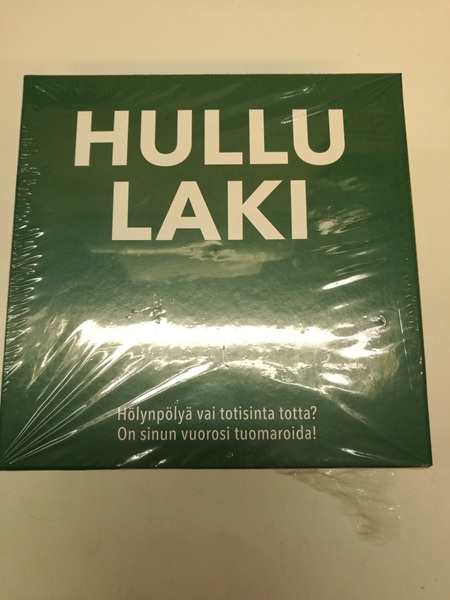 HULLU
LAKI
Hölynpölyä vai totisinta totta?
On sinun vuorosi tuomaroida!